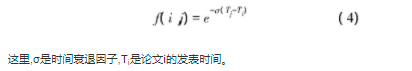 f( i ,j) = e^{-σ( T_j-T_i)} ( 4)
这里,σ是时间衰退因子,T_i是论文i的发表时间。